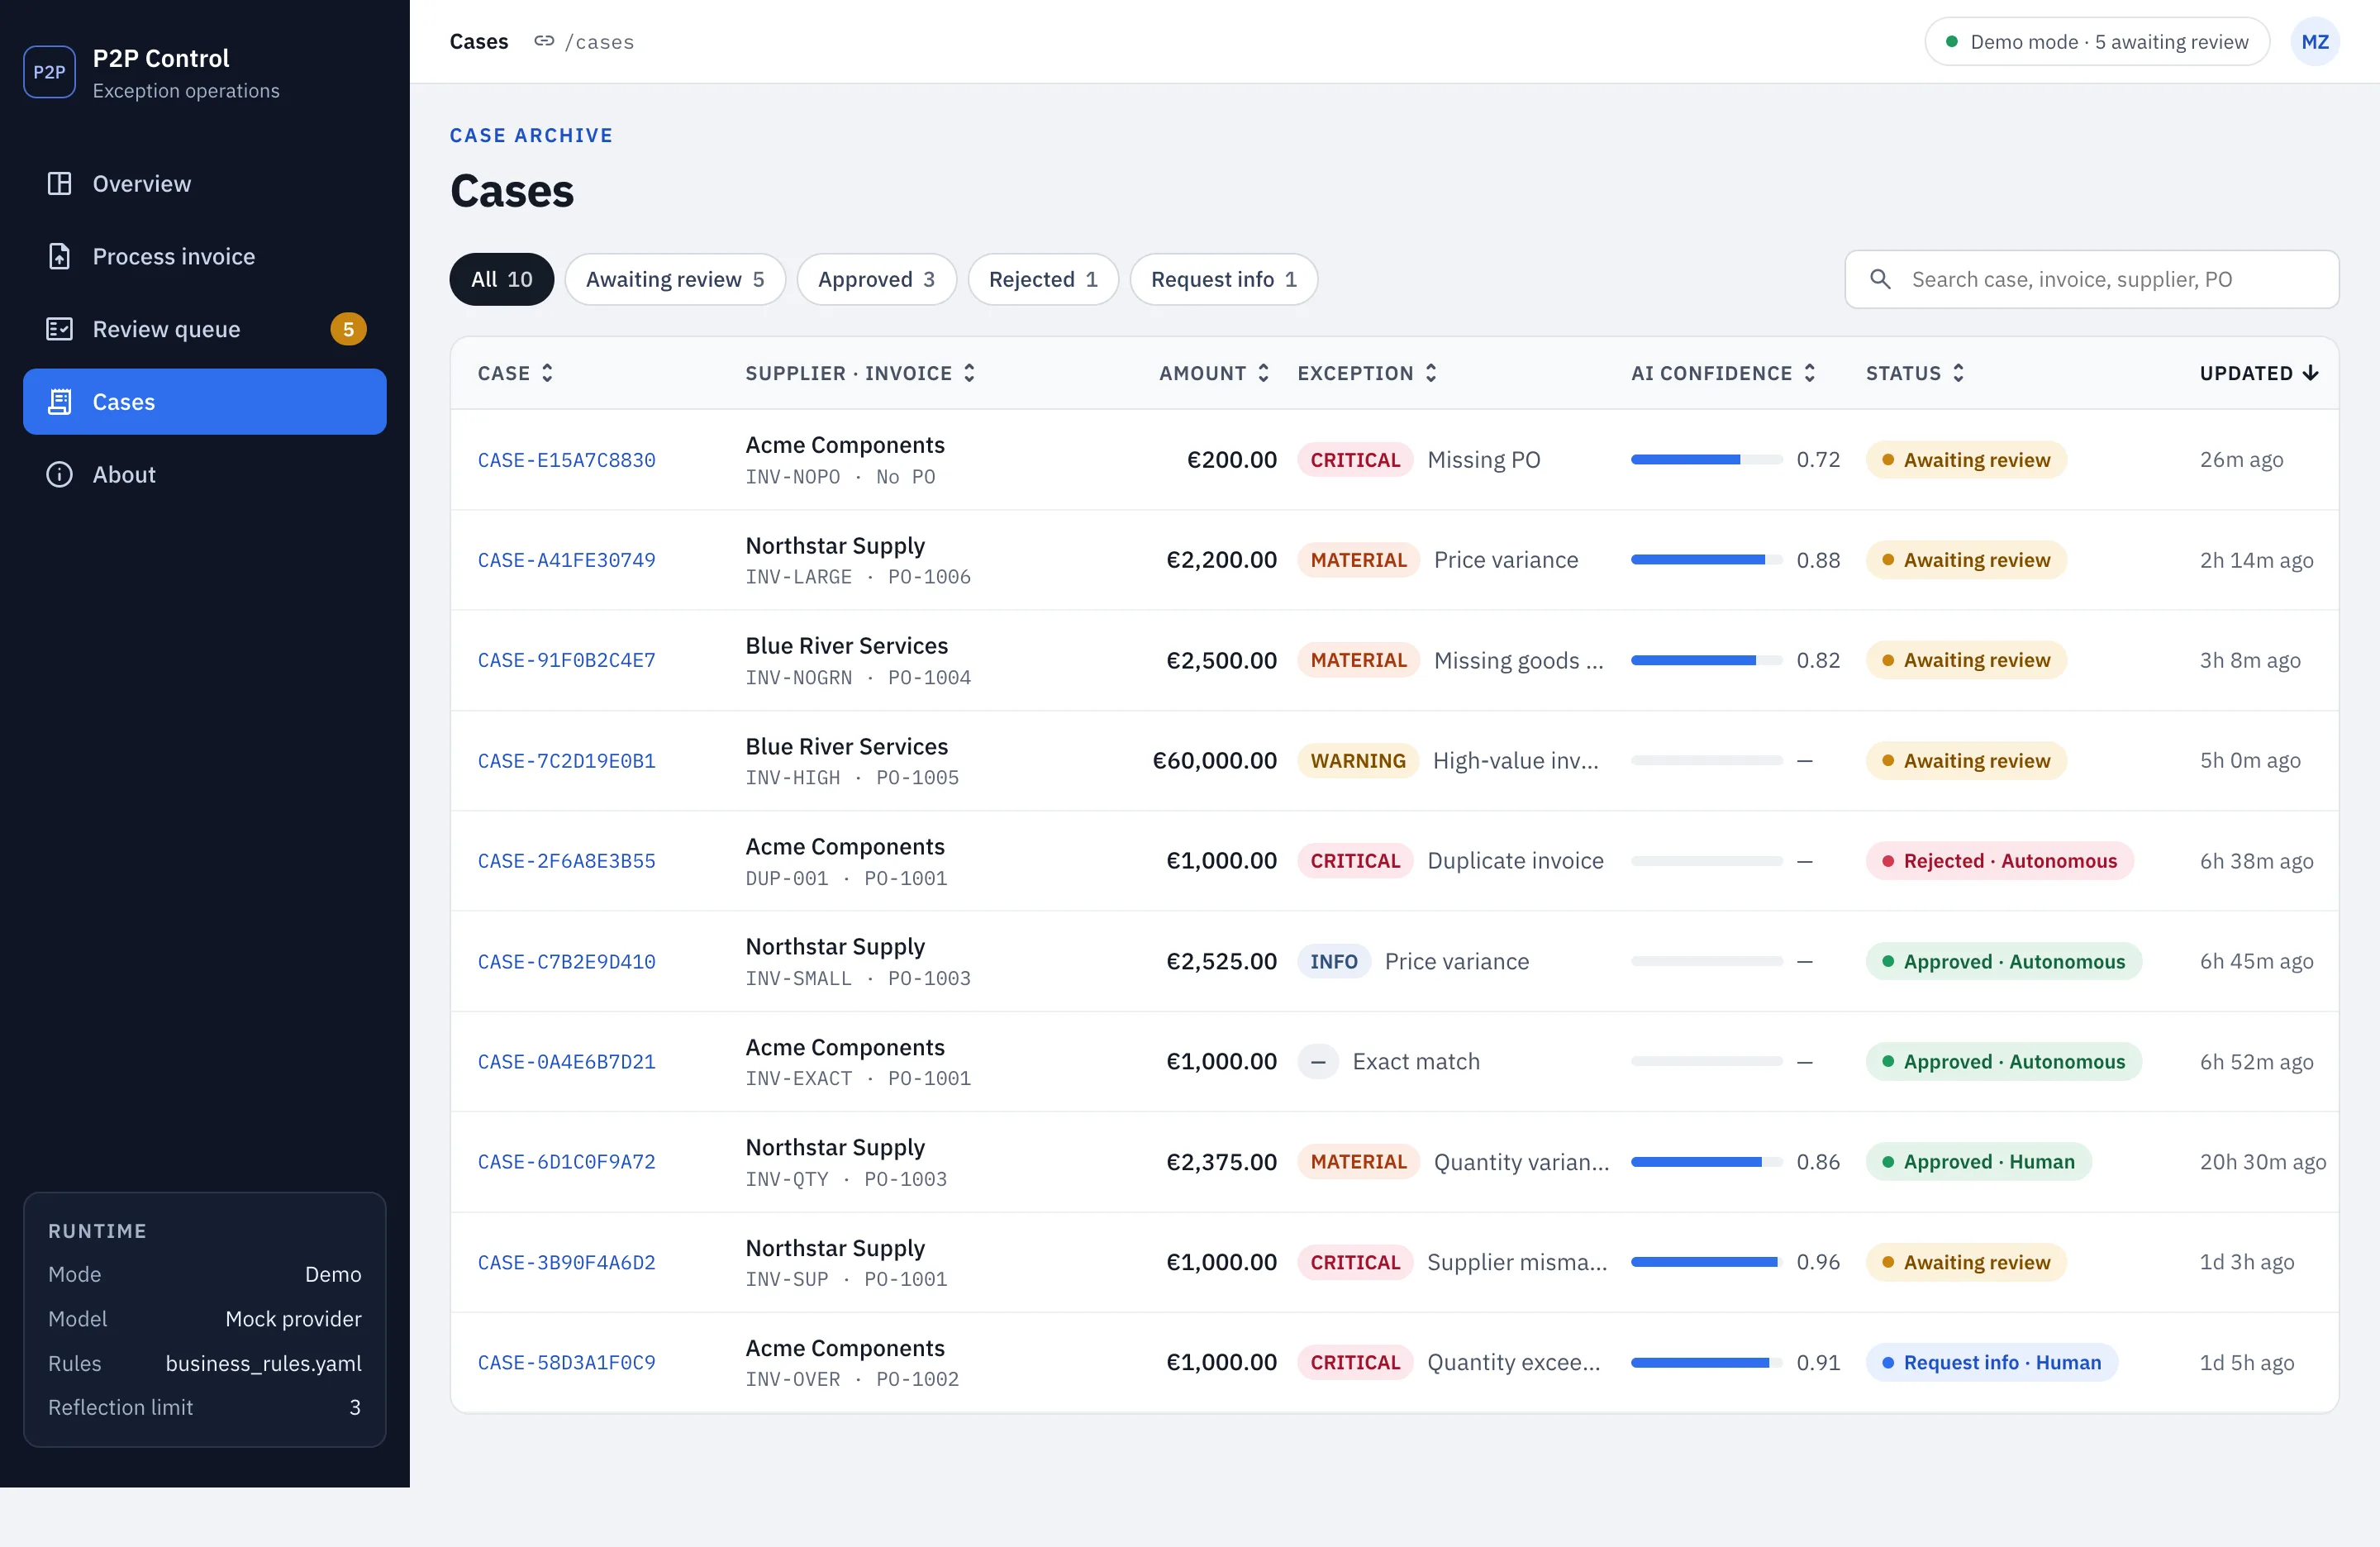 P2P
P2P Control
Exception operations
Overview
Process invoice
Review queue 5
Cases
About
RUNTIME
Mode Demo
Model Mock provider
Rules business_rules.yaml
Reflection limit 3
Cases /cases
Demo mode · 5 awaiting review
MZ
CASE ARCHIVE
Cases
All 10 Awaiting review 5 Approved 3 Rejected 1 Request info 1
Search case, invoice, supplier, PO
CASE SUPPLIER · INVOICE AMOUNT EXCEPTION AI CONFIDENCE STATUS UPDATED
CASE-E15A7C8830 Acme Components €200.00 CRITICAL Missing PO 0.72 Awaiting review 26m ago
INV-NOPO · No PO
CASE-A41FE30749 Northstar Supply €2,200.00 MATERIAL Price variance 0.88 Awaiting review 2h 14m ago
INV-LARGE · PO-1006
CASE-91F0B2C4E7 Blue River Services €2,500.00 MATERIAL Missing goods ... 0.82 Awaiting review 3h 8m ago
INV-NOGRN · PO-1004
CASE-7C2D19E0B1 Blue River Services €60,000.00 WARNING High-value inv... — Awaiting review 5h 0m ago
INV-HIGH · PO-1005
CASE-2F6A8E3B55 Acme Components €1,000.00 CRITICAL Duplicate invoice — Rejected · Autonomous 6h 38m ago
DUP-001 · PO-1001
CASE-C7B2E9D410 Northstar Supply €2,525.00 INFO Price variance — Approved · Autonomous 6h 45m ago
INV-SMALL · PO-1003
CASE-0A4E6B7D21 Acme Components €1,000.00 — Exact match — Approved · Autonomous 6h 52m ago
INV-EXACT · PO-1001
CASE-6D1C0F9A72 Northstar Supply €2,375.00 MATERIAL Quantity varian... 0.86 Approved · Human 20h 30m ago
INV-QTY · PO-1003
CASE-3B90F4A6D2 Northstar Supply €1,000.00 CRITICAL Supplier misma... 0.96 Awaiting review 1d 3h ago
INV-SUP · PO-1001
CASE-58D3A1F0C9 Acme Components €1,000.00 CRITICAL Quantity excee... 0.91 Request info · Human 1d 5h ago
INV-OVER · PO-1002